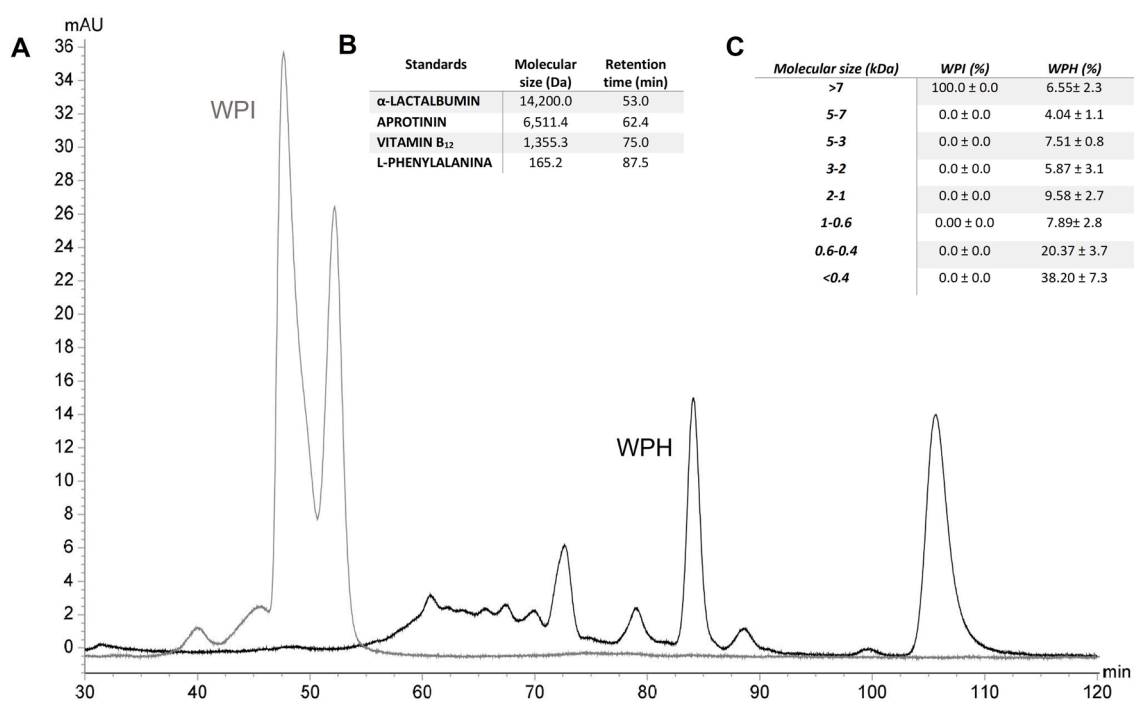 mAU
A
B
C
36
34
32
30
28
26
24
22
20
18
16
14
12
10
8
6
4
2
0
WPI
Standards Molecular size (Da) Retention time (min)
α-LACTALBUMIN 14,200.0 53.0
APROTININ 6,511.4 62.4
VITAMIN B₁₂ 1,355.3 75.0
L-PHENYLALANINA 165.2 87.5
Molecular size (kDa) WPI (%) WPH (%)
>7 100.0 ± 0.0 6.55± 2.3
5-7 0.0 ± 0.0 4.04 ± 1.1
5-3 0.0 ± 0.0 7.51 ± 0.8
3-2 0.0 ± 0.0 5.87 ± 3.1
2-1 0.0 ± 0.0 9.58 ± 2.7
1-0.6 0.00 ± 0.0 7.89± 2.8
0.6-0.4 0.0 ± 0.0 20.37 ± 3.7
<0.4 0.0 ± 0.0 38.20 ± 7.3
WPH
30 40 50 60 70 80 90 100 110 120
min